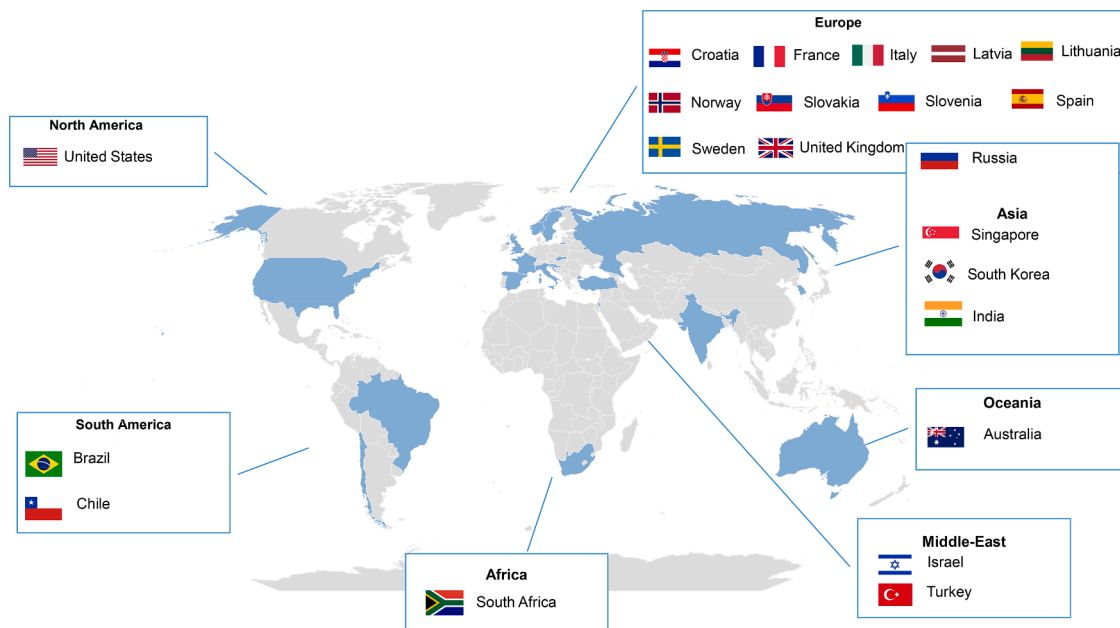 Europe
Croatia France Italy Latvia Lithuania
Norway Slovakia Slovenia Spain
Sweden United Kingdom
North America
United States
Russia
Asia
Singapore
South Korea
India
Oceania
Australia
South America
Brazil
Chile
Middle-East
Israel
Turkey
Africa
South Africa